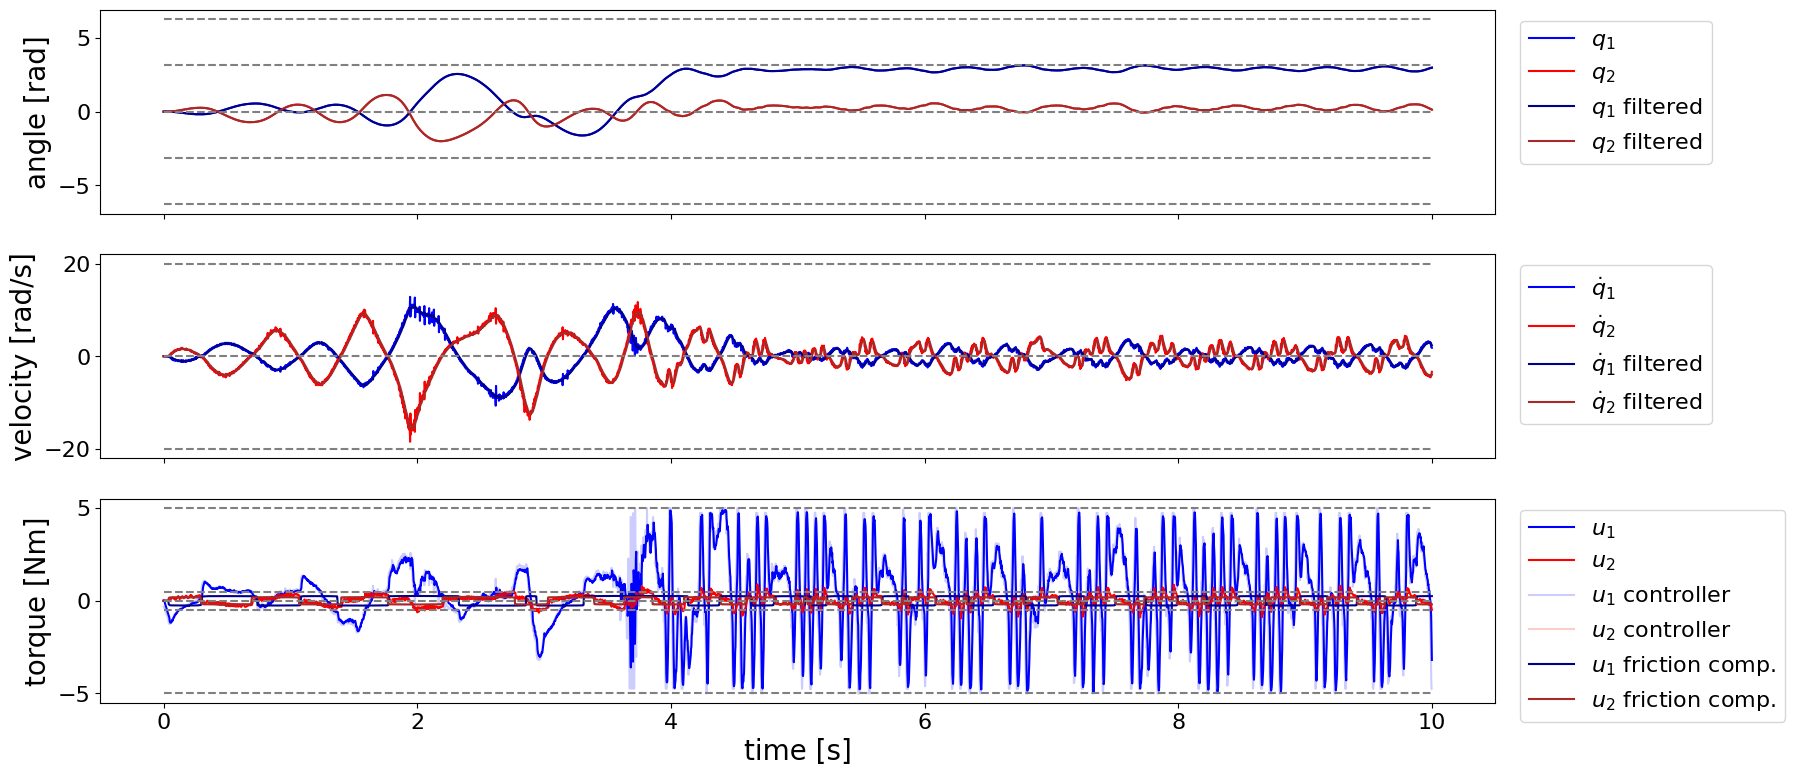 angle [rad]
5
0
−5
q₁
q₂
q₁ filtered
q₂ filtered
velocity [rad/s]
20
0
−20
q̇₁
q̇₂
q̇₁ filtered
q̇₂ filtered
torque [Nm]
5
0
−5
u₁
u₂
u₁ controller
u₂ controller
u₁ friction comp.
u₂ friction comp.
0 2 4 6 8 10
time [s]